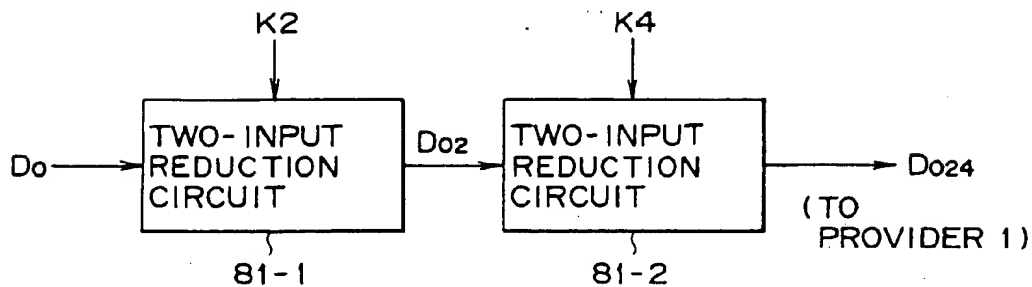 K2
K4
TWO-INPUT
REDUCTION
CIRCUIT
TWO-INPUT
REDUCTION
CIRCUIT
Do
Do2
Do24
(TO
PROVIDER 1)
81-1
81-2